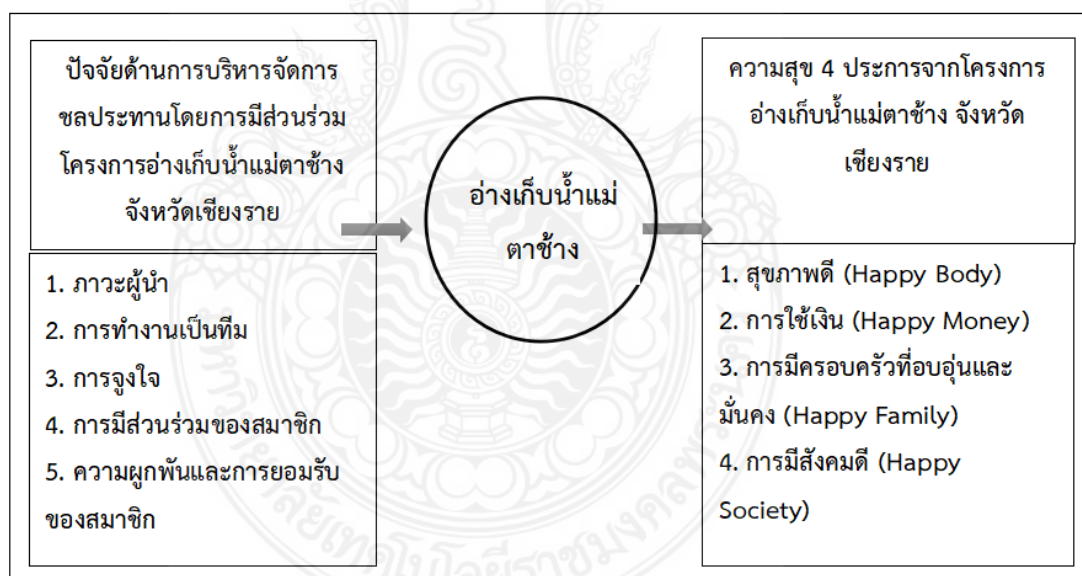 ปัจจัยด้านการบริหารจัดการ
ชลประทานโดยการมีส่วนร่วม
โครงการอ่างเก็บน้ำแม่ตาช้าง
จังหวัดเชียงราย
1. ภาวะผู้นำ
2. การทำงานเป็นทีม
3. การจูงใจ
4. การมีส่วนร่วมของสมาชิก
5. ความผูกพันและการยอมรับ
ของสมาชิก
อ่างเก็บน้ำแม่
ตาช้าง
ความสุข 4 ประการจากโครงการ
อ่างเก็บน้ำแม่ตาช้าง จังหวัด
เชียงราย
1. สุขภาพดี (Happy Body)
2. การใช้เงิน (Happy Money)
3. การมีครอบครัวที่อบอุ่นและ
มั่นคง (Happy Family)
4. การมีสังคมดี (Happy
Society)